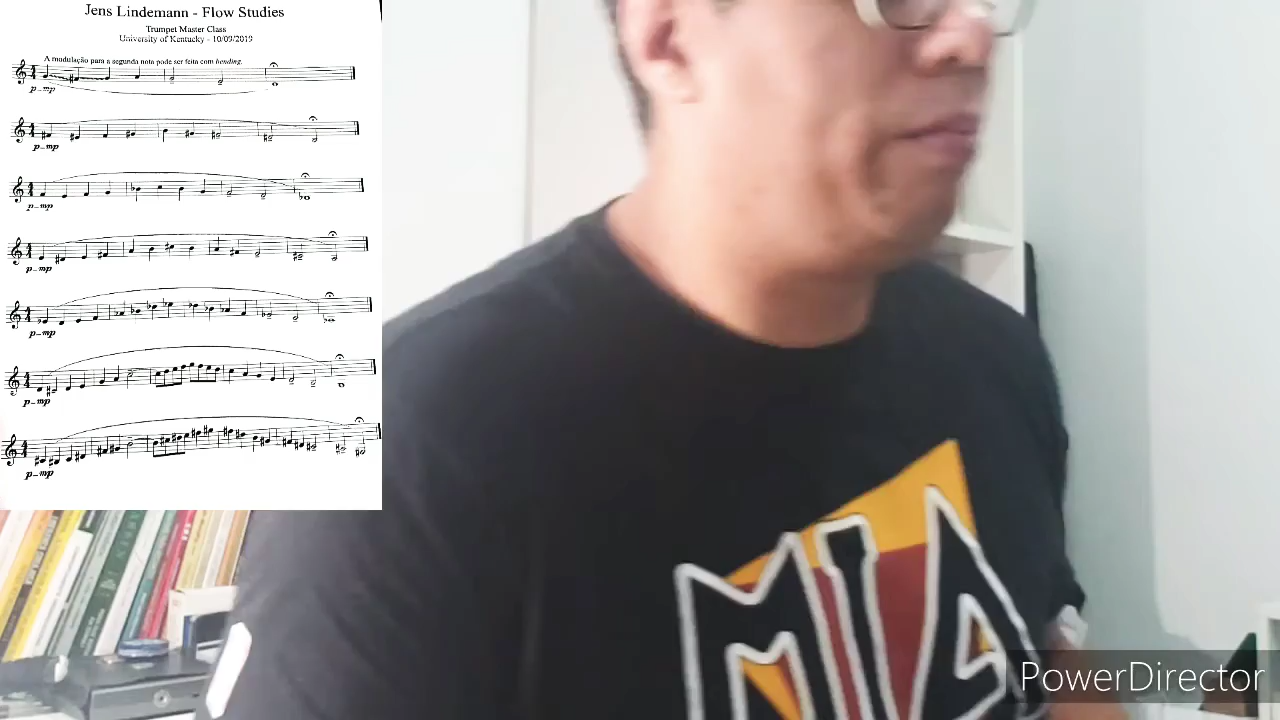 Jens Lindemann - Flow Studies
Trumpet Master Class
University of Kentucky - 10/09/2019
A modulação para a segunda nota pode ser feita com bending.
p - mp
p - mp
p - mp
p - mp
p - mp
p - mp
p - mp
MIA
PowerDirector